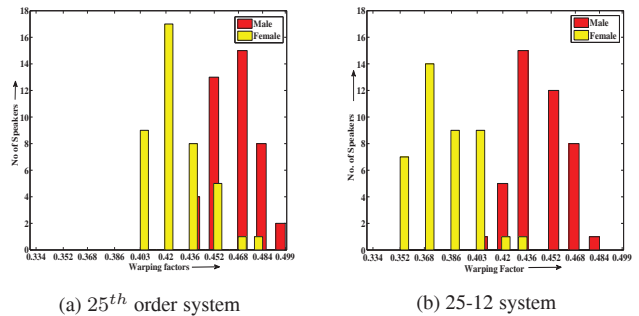 18
16
14
12
10
8
6
4
2
0
No of Speakers
Male
Female
0.334 0.352 0.368 0.386 0.403 0.42 0.436 0.452 0.468 0.484 0.499
Warping factors
(a) 25th order system
18
16
14
12
10
8
6
4
2
0
No. of Speakers
Male
Female
0.334 0.352 0.368 0.386 0.403 0.42 0.436 0.452 0.468 0.484 0.499
Warping Factor
(b) 25-12 system